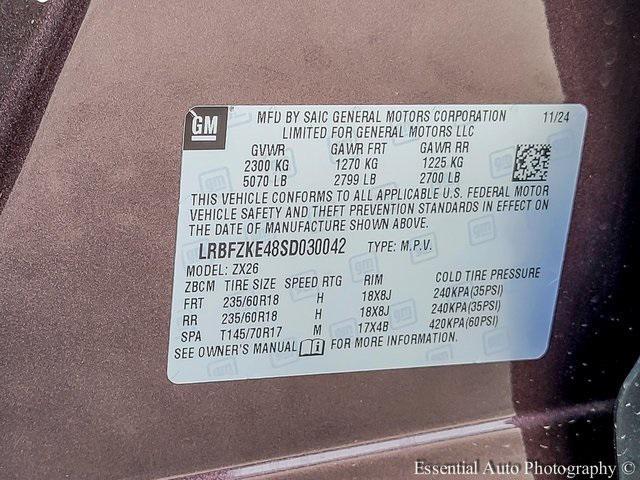 GM
MFD BY SAIC GENERAL MOTORS CORPORATION 11/24
LIMITED FOR GENERAL MOTORS LLC
GVWR GAWR FRT GAWR RR
2300 KG 1270 KG 1225 KG
5070 LB 2799 LB 2700 LB
THIS VEHICLE CONFORMS TO ALL APPLICABLE U.S. FEDERAL MOTOR
VEHICLE SAFETY AND THEFT PREVENTION STANDARDS IN EFFECT ON
THE DATE OF MANUFACTURE SHOWN ABOVE.
LRBFZKE48SD030042 TYPE: M.P.V.
MODEL: ZX26
ZBCM TIRE SIZE SPEED RTG RIM COLD TIRE PRESSURE
FRT 235/60R18 H 18X8J 240KPA(35PSI)
RR 235/60R18 H 18X8J 240KPA(35PSI)
SPA T145/70R17 M 17X4B 420KPA(60PSI)
SEE OWNER'S MANUAL FOR MORE INFORMATION.
Essential Auto Photography ©